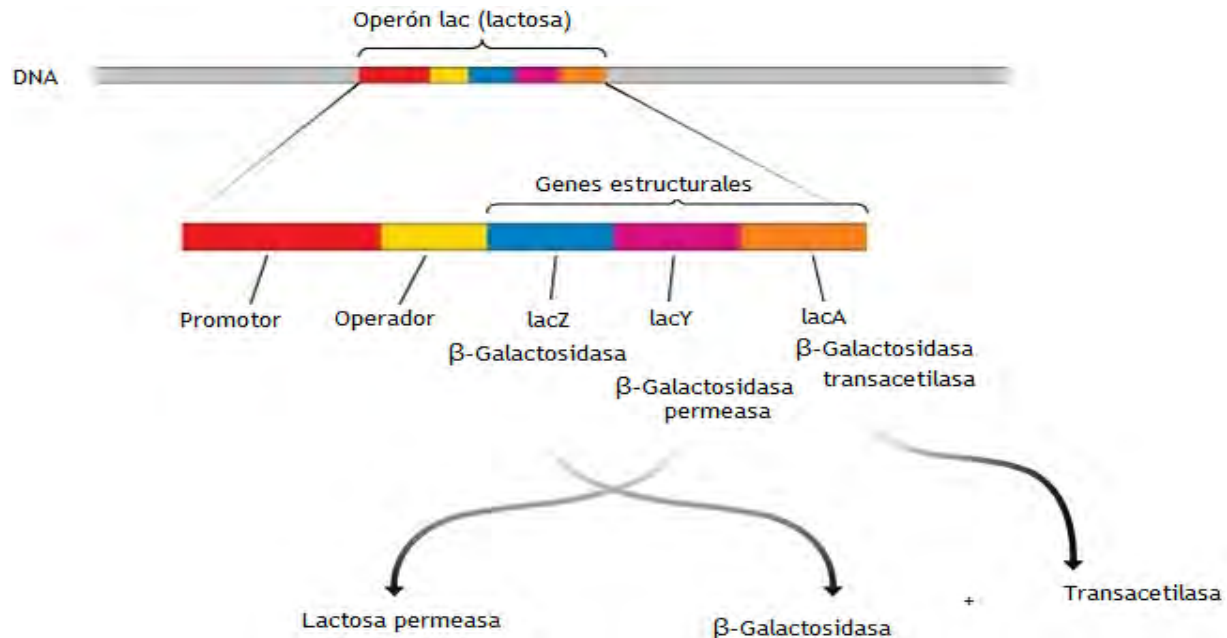 Operón lac (lactosa)
DNA
Genes estructurales
Promotor
Operador
lacZ
β-Galactosidasa
lacY
β-Galactosidasa
permeasa
lacA
β-Galactosidasa
transacetilasa
Lactosa permeasa
β-Galactosidasa
+
Transacetilasa